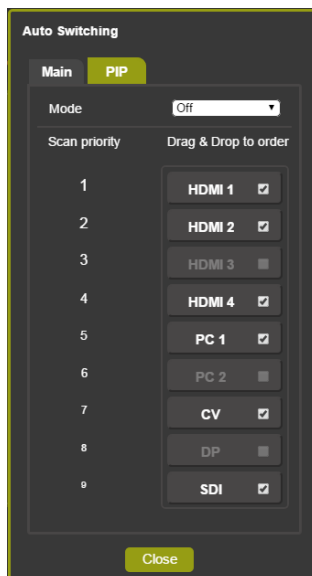 Auto Switching
Main PIP
Mode Off
Scan priority Drag & Drop to order
1 HDMI 1
2 HDMI 2
3 HDMI 3
4 HDMI 4
5 PC 1
6 PC 2
7 CV
8 DP
9 SDI
Close